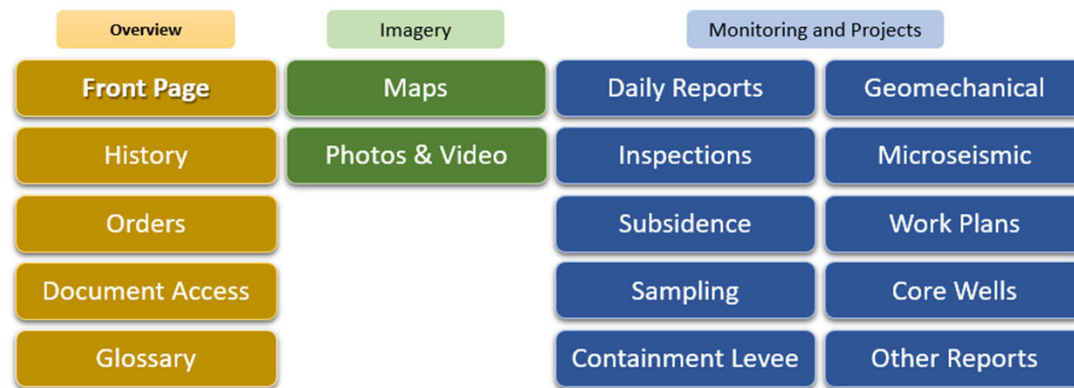 Overview
Imagery
Monitoring and Projects
Front Page
Maps
Daily Reports
Geomechanical
History
Photos & Video
Inspections
Microseismic
Orders
Subsidence
Work Plans
Document Access
Sampling
Core Wells
Glossary
Containment Levee
Other Reports